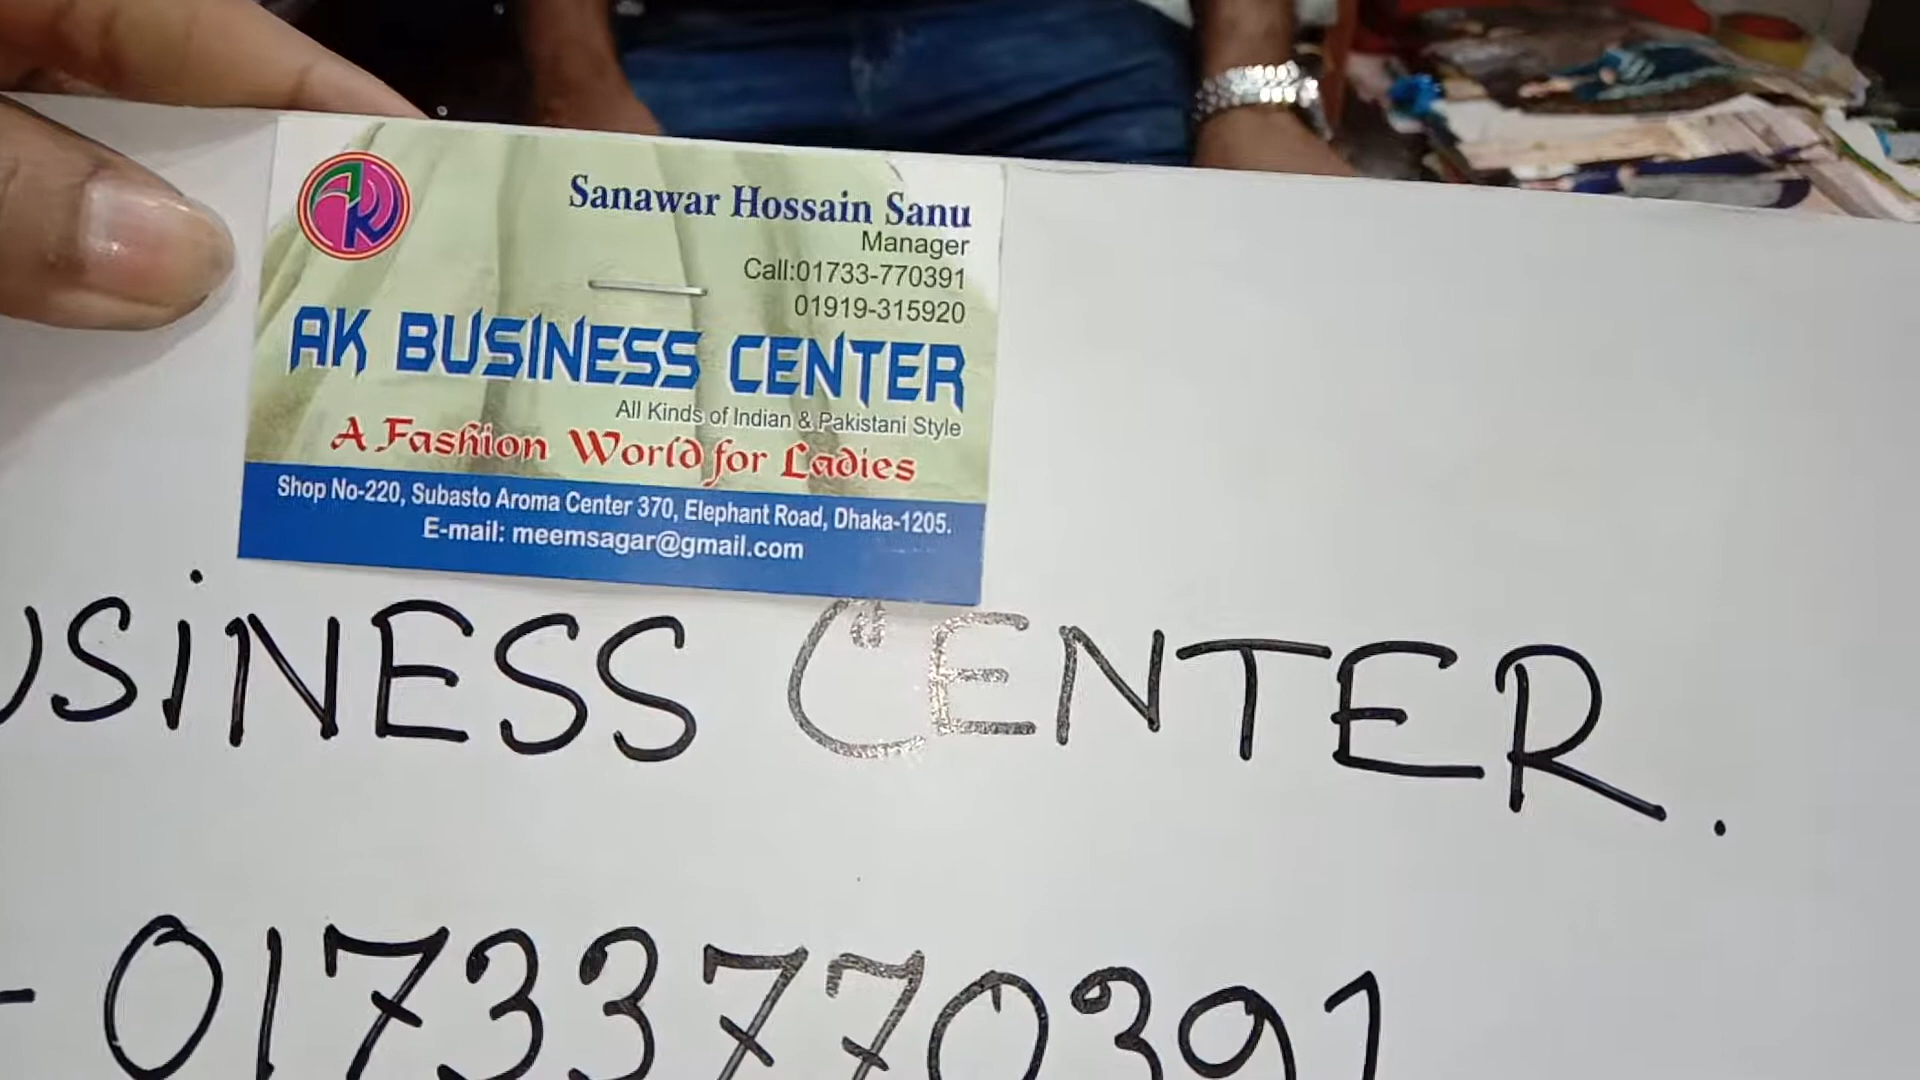 AK
Sanawar Hossain Sanu
Manager
Call:01733-770391
01919-315920
AK BUSINESS CENTER
All Kinds of Indian & Pakistani Style
A Fashion World for Ladies
Shop No-220, Subasto Aroma Center 370, Elephant Road, Dhaka-1205.
E-mail: meemsagar@gmail.com
USiNESS CENTER.
- 01733770391